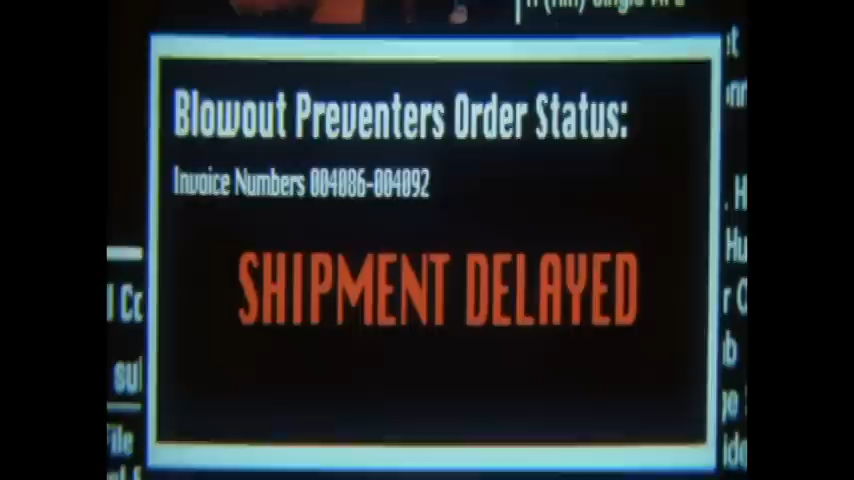 Blowout Preventers Order Status:
Invoice Numbers 004086-004092
SHIPMENT DELAYED